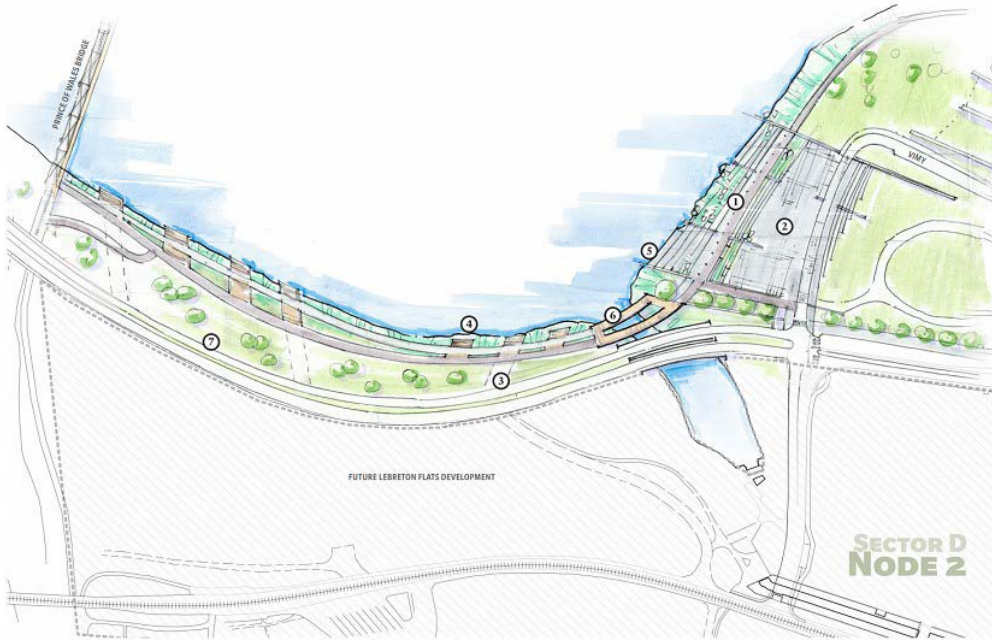 PRINCE OF WALES BRIDGE
VIMY
1
2
5
6
4
7
3
FUTURE LEBRETON FLATS DEVELOPMENT
SECTOR D
NODE 2